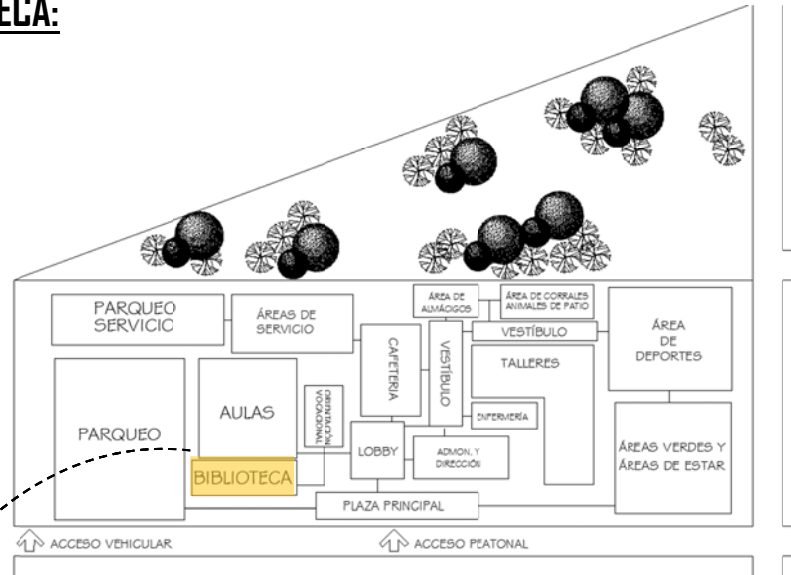 ECA:
PARQUEO
SERVICIO
ÁREAS DE
SERVICIO
ÁREA DE
ALMÁCIGOS
ÁREA DE CORRALES
ANIMALES DE PATIO
VESTÍBULO
ÁREA
DE
DEPORTES
CAFETERIA
VESTÍBULO
TALLERES
PARQUEO
AULAS
ORIENTACIÓN
VOCACIONAL
ENFERMERÍA
LOBBY
ADMON. Y
DIRECCIÓN
ÁREAS VERDES Y
ÁREAS DE ESTAR
BIBLIOTECA
PLAZA PRINCIPAL
ACCESO VEHICULAR
ACCESO PEATONAL